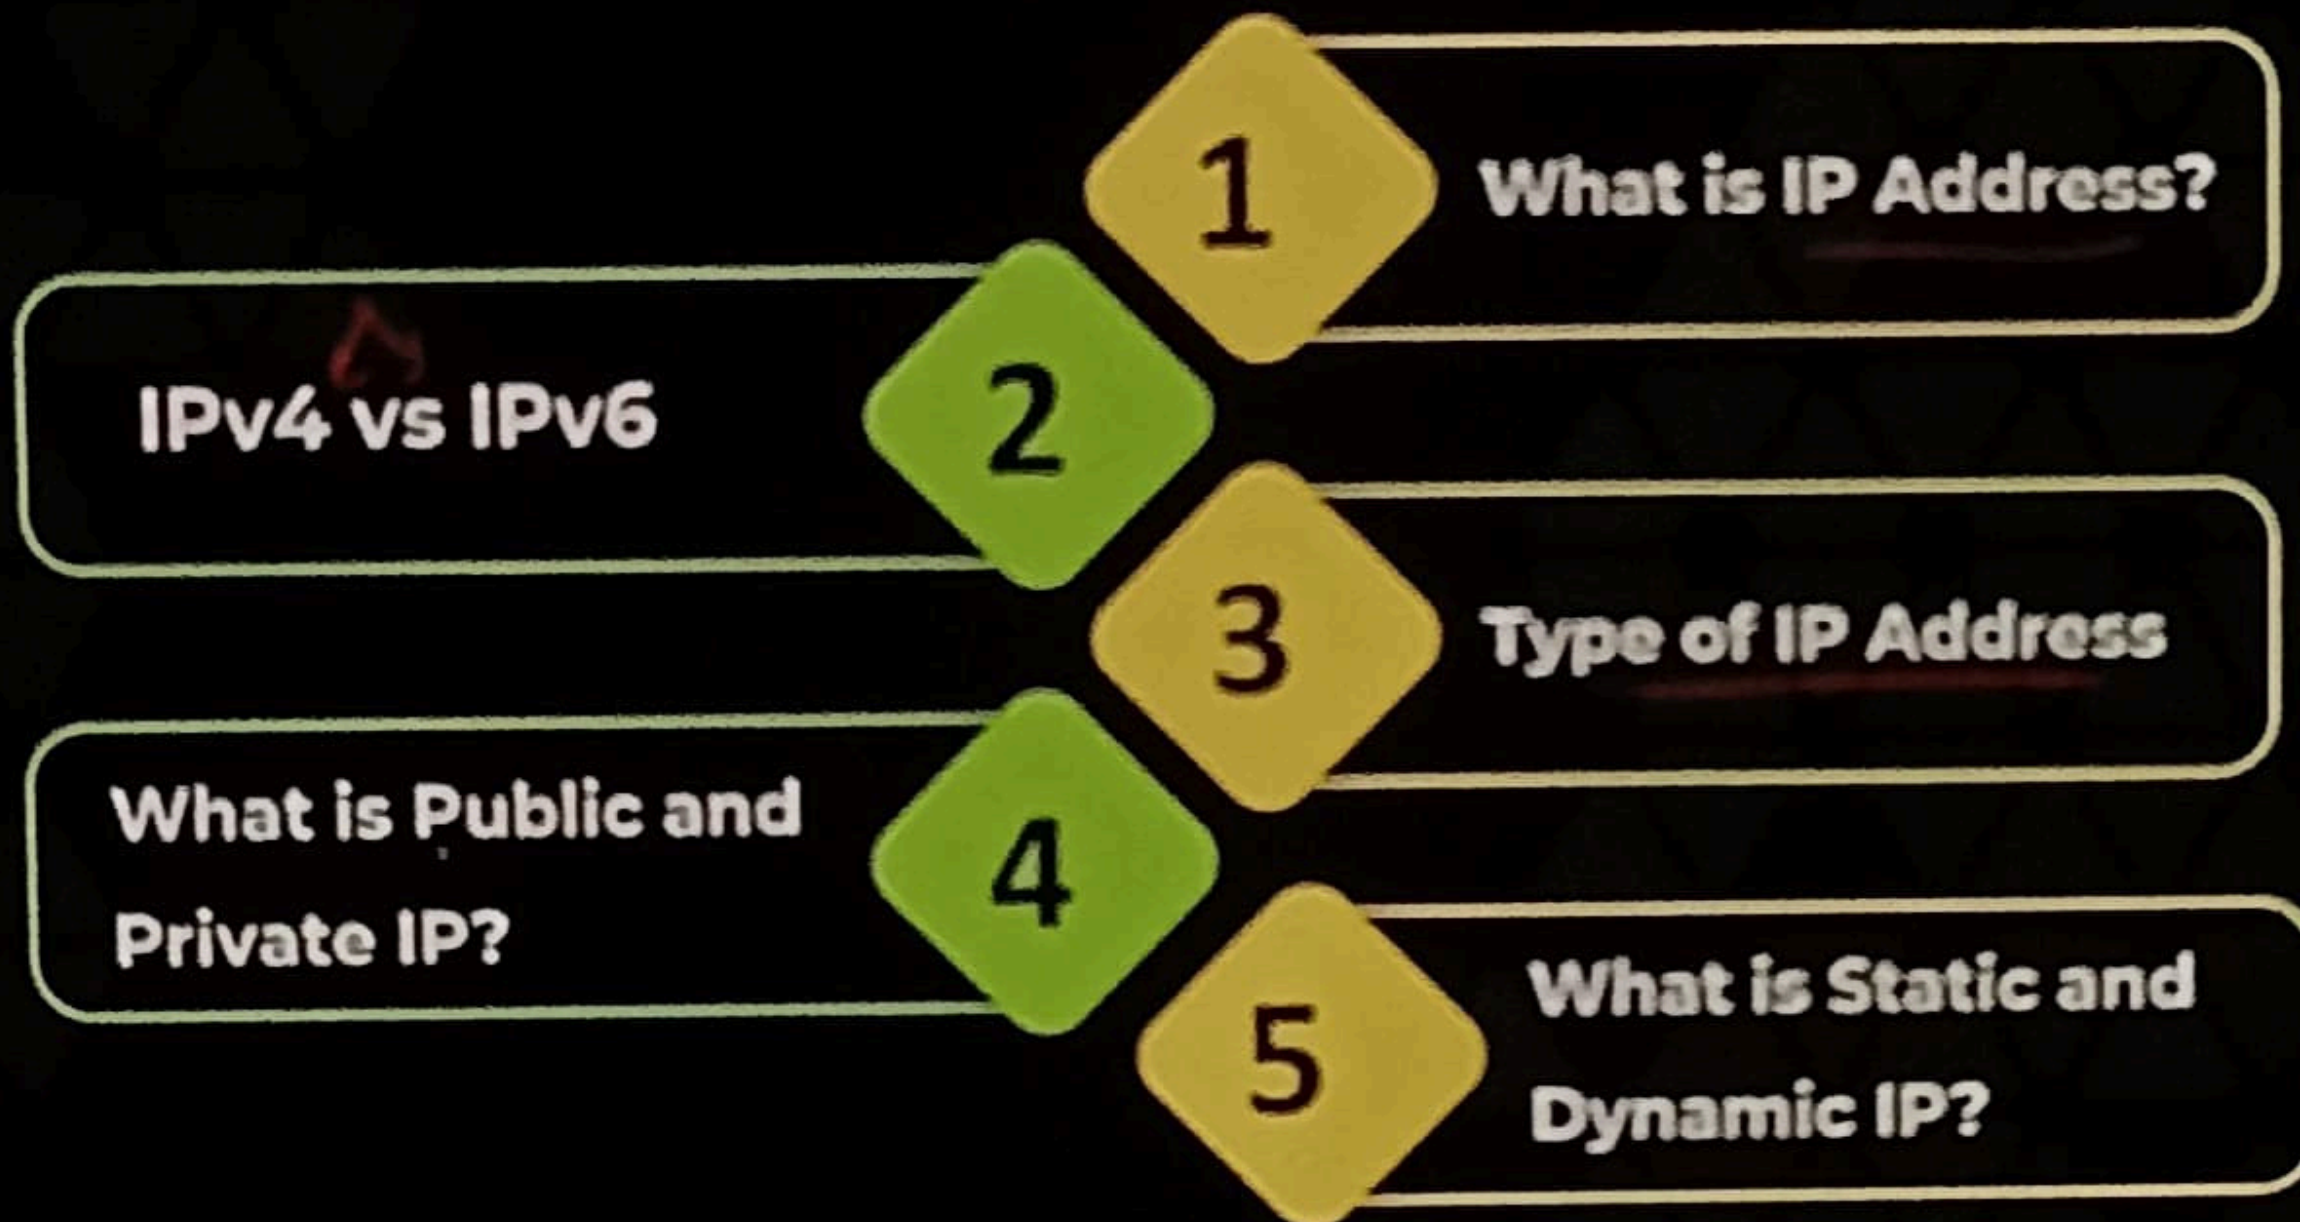 1
What is IP Address?
2
IPv4 vs IPv6
3
Type of IP Address
4
What is Public and
Private IP?
5
What is Static and
Dynamic IP?